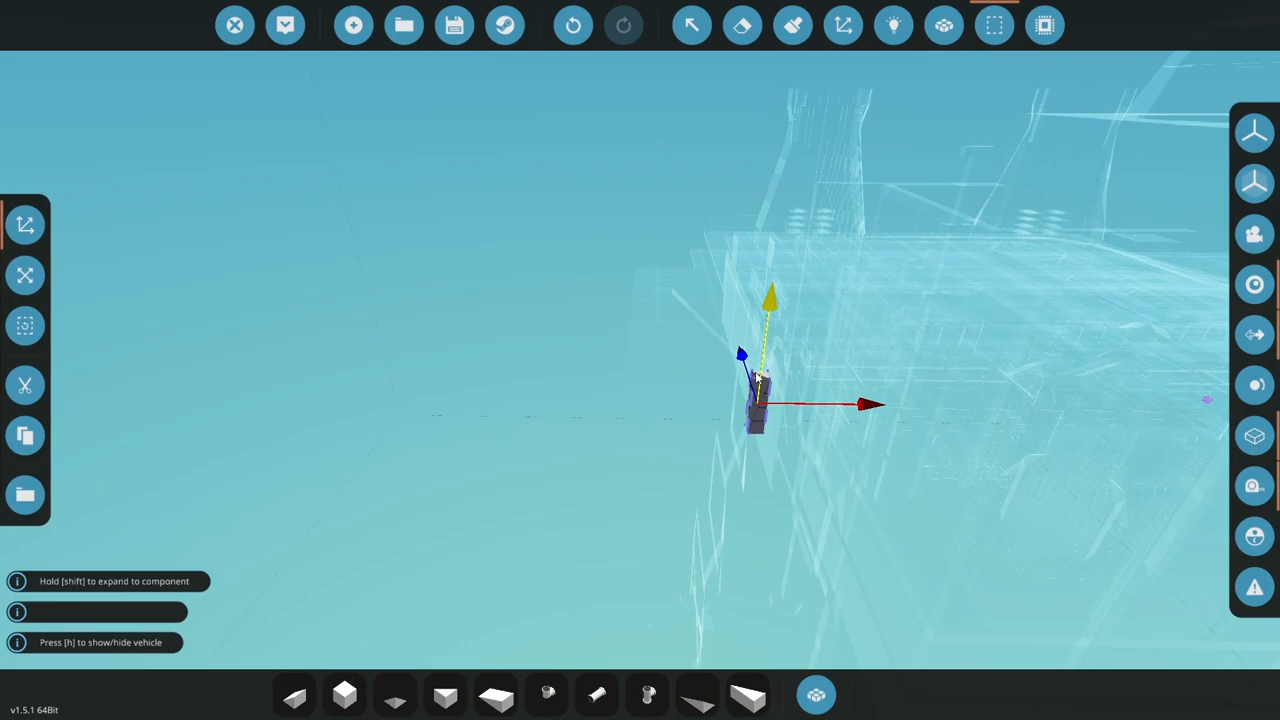 Hold [shift] to expand to component
Press [h] to show/hide vehicle
v1.5.1 64Bit